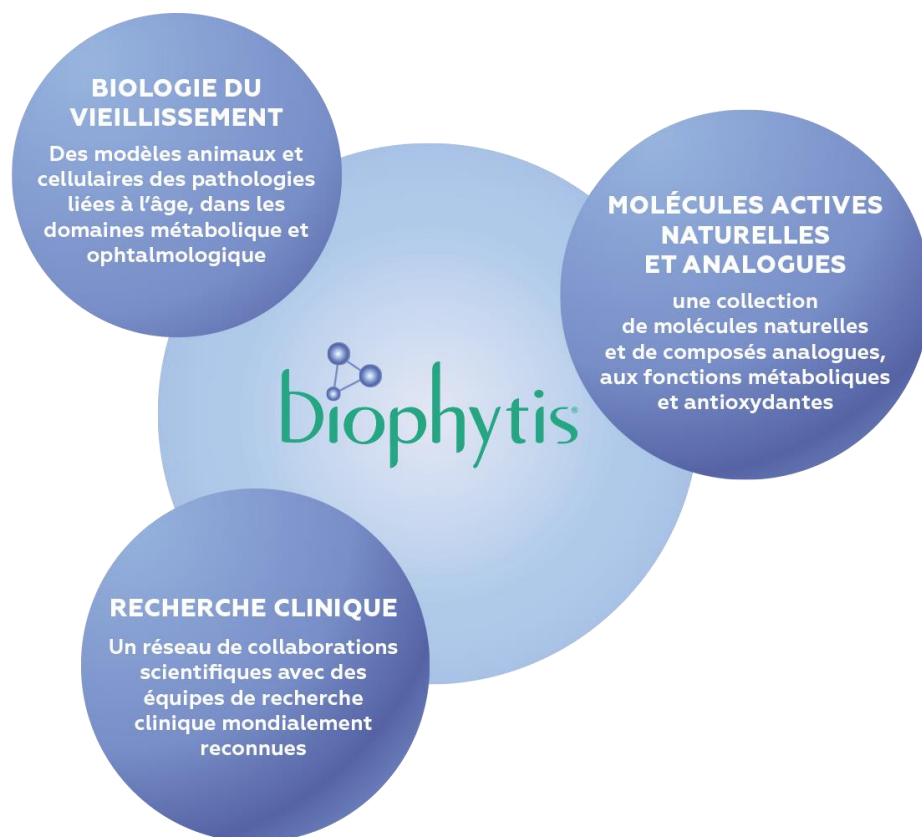 BIOLOGIE DU
VIEILLISSEMENT
Des modèles animaux et
cellulaires des pathologies
liées à l'âge, dans les
domaines métabolique et
ophtalmologique
MOLÉCULES ACTIVES
NATURELLES
ET ANALOGUES
une collection
de molécules naturelles
et de composés analogues,
aux fonctions métaboliques
et antioxydantes
biophytis
RECHERCHE CLINIQUE
Un réseau de collaborations
scientifiques avec des
équipes de recherche
clinique mondialement
reconnues